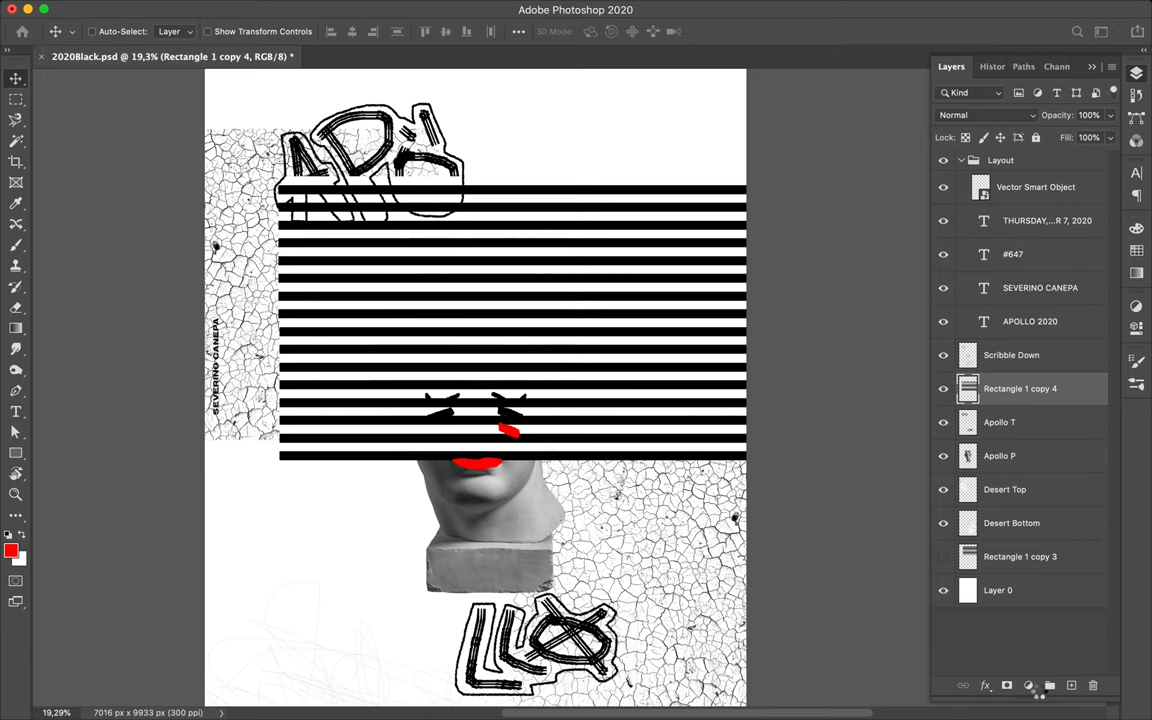 Adobe Photoshop 2020
Auto-Select:
Layer
Show Transform Controls
3D Mode:
2020Black.psd @ 19,3% (Rectangle 1 copy 4, RGB/8) *
Layers
Histor
Paths
Chann
Kind
Normal
Opacity: 100%
Lock:
Fill: 100%
Layout
Vector Smart Object
THURSDAY,...R 7, 2020
#647
SEVERINO CANEPA
APOLLO 2020
Scribble Down
Rectangle 1 copy 4
Apollo T
Apollo P
Desert Top
Desert Bottom
Rectangle 1 copy 3
Layer 0
SEVERINO CANEPA
LLO
19,29%
7016 px x 9933 px (300 ppi)